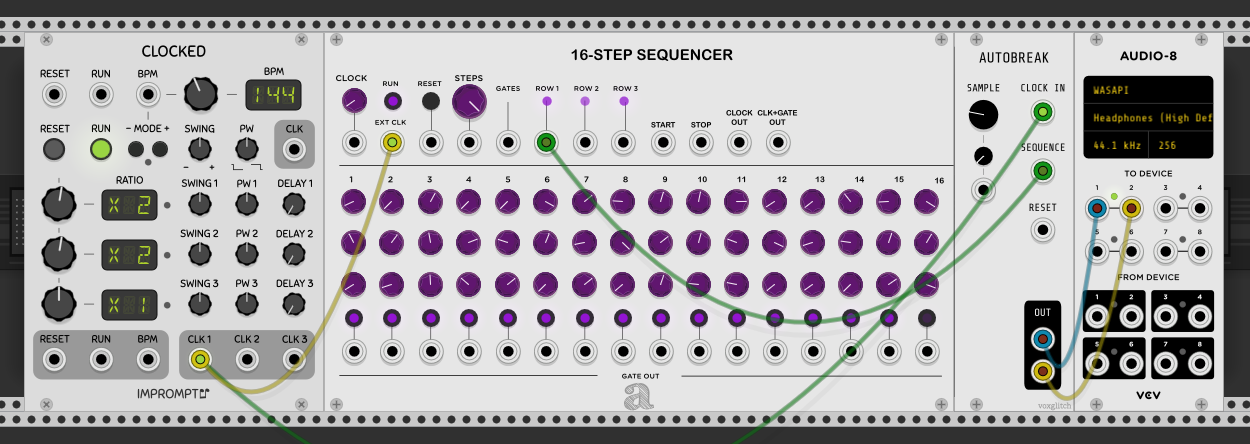 CLOCKED
RESET RUN BPM BPM
144
RESET RUN − MODE + SWING PW CLK
− +
RATIO
X 2 SWING 1 PW 1 DELAY 1
X 2 SWING 2 PW 2 DELAY 2
X 1 SWING 3 PW 3 DELAY 3
RESET RUN BPM CLK 1 CLK 2 CLK 3
IMPROMPTU
16-STEP SEQUENCER
CLOCK RUN RESET STEPS GATES ROW 1 ROW 2 ROW 3
EXT CLK START STOP CLOCK OUT CLK+GATE OUT
1 2 3 4 5 6 7 8 9 10 11 12 13 14 15 16
GATE OUT
a
AUTOBREAK
SAMPLE CLOCK IN
SEQUENCE
RESET
OUT
voxglitch
AUDIO-8
WASAPI
Headphones (High Def
44.1 kHz 256
TO DEVICE
1 2 3 4
5 6 7 8
FROM DEVICE
1 2 3 4
5 6 7 8
VCV